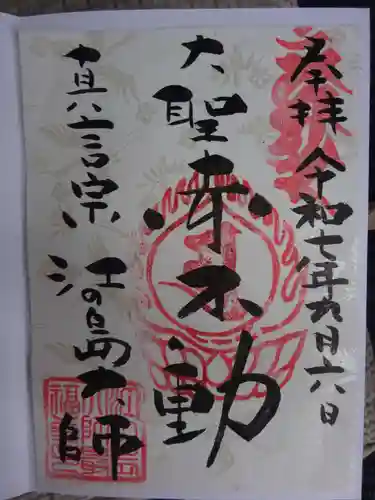 奉拝 令和七年九月六日
大聖赤不動
真言宗 江の島大師